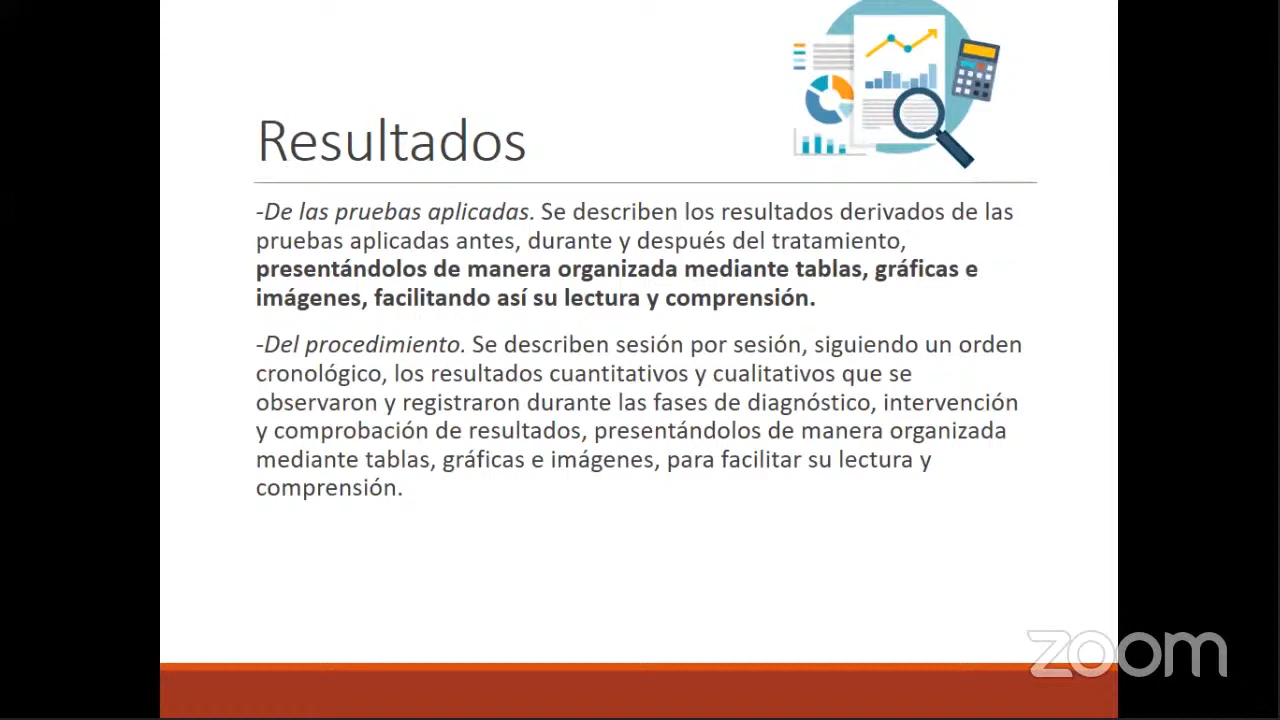 Resultados
-De las pruebas aplicadas. Se describen los resultados derivados de las
pruebas aplicadas antes, durante y después del tratamiento,
presentándolos de manera organizada mediante tablas, gráficas e
imágenes, facilitando así su lectura y comprensión.
-Del procedimiento. Se describen sesión por sesión, siguiendo un orden
cronológico, los resultados cuantitativos y cualitativos que se
observaron y registraron durante las fases de diagnóstico, intervención
y comprobación de resultados, presentándolos de manera organizada
mediante tablas, gráficas e imágenes, para facilitar su lectura y
comprensión.
zoom